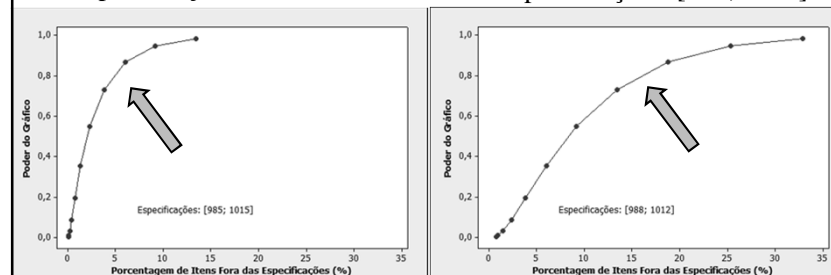 1,0
0,8
0,6
0,4
0,2
0,0
Poder do Gráfico
Especificações: [985; 1015]
0 5 10 15 20 25 30 35
Porcentagem de Itens Fora das Especificações (%)
1,0
0,8
0,6
0,4
0,2
0,0
Poder do Gráfico
Especificações: [988; 1012]
0 5 10 15 20 25 30 35
Porcentagem de Itens Fora das Especificações (%)